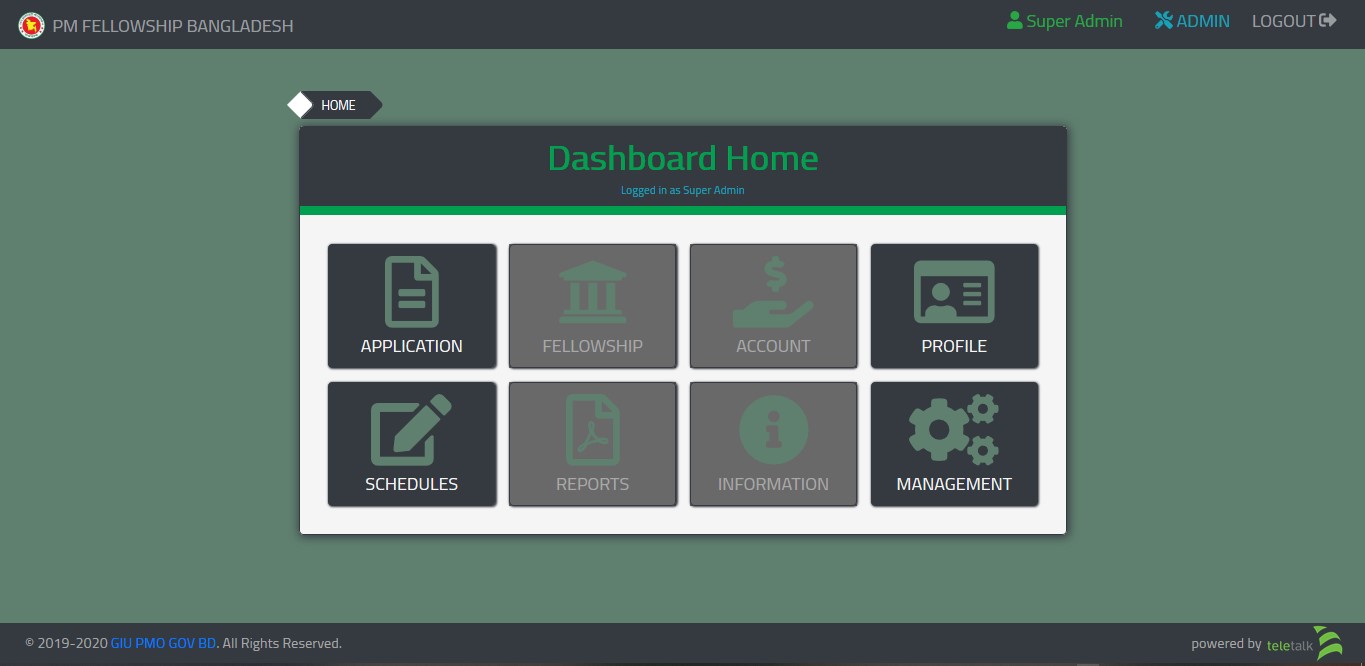 PM FELLOWSHIP BANGLADESH
Super Admin
ADMIN
LOGOUT
HOME
Dashboard Home
Logged in as Super Admin
APPLICATION
FELLOWSHIP
ACCOUNT
PROFILE
SCHEDULES
REPORTS
INFORMATION
MANAGEMENT
© 2019-2020 GIU PMO GOV BD. All Rights Reserved.
powered by teletalk